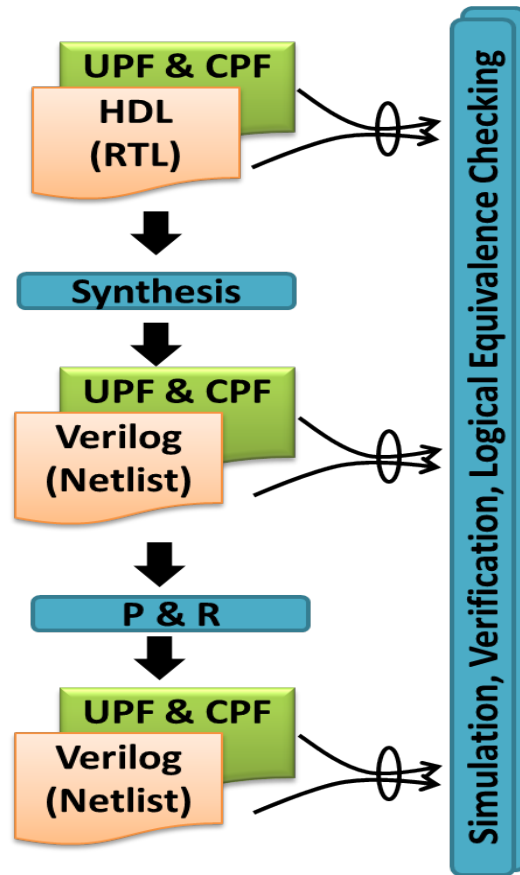 UPF & CPF
HDL
(RTL)
Synthesis
UPF & CPF
Verilog
(Netlist)
P & R
UPF & CPF
Verilog
(Netlist)
Simulation, Verification, Logical Equivalence Checking